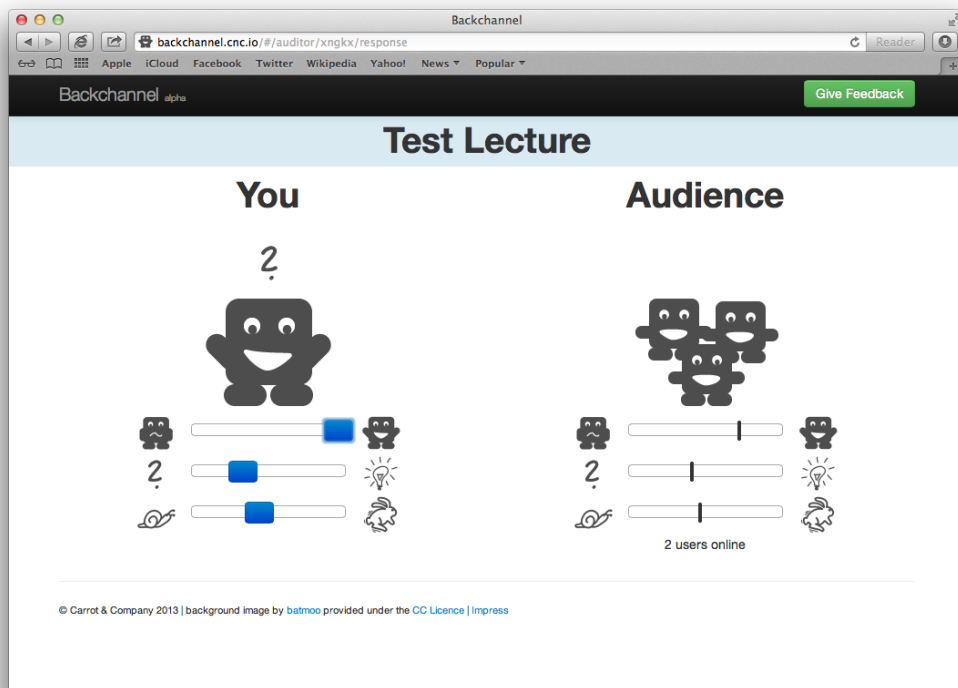 Backchannel
backchannel.cnc.io/#/auditor/xngkx/response
Reader
Apple iCloud Facebook Twitter Wikipedia Yahoo! News Popular
Backchannel alpha
Give Feedback
Test Lecture
You
Audience
?
?
?
2 users online
© Carrot & Company 2013 | background image by batmoo provided under the CC Licence | Impress